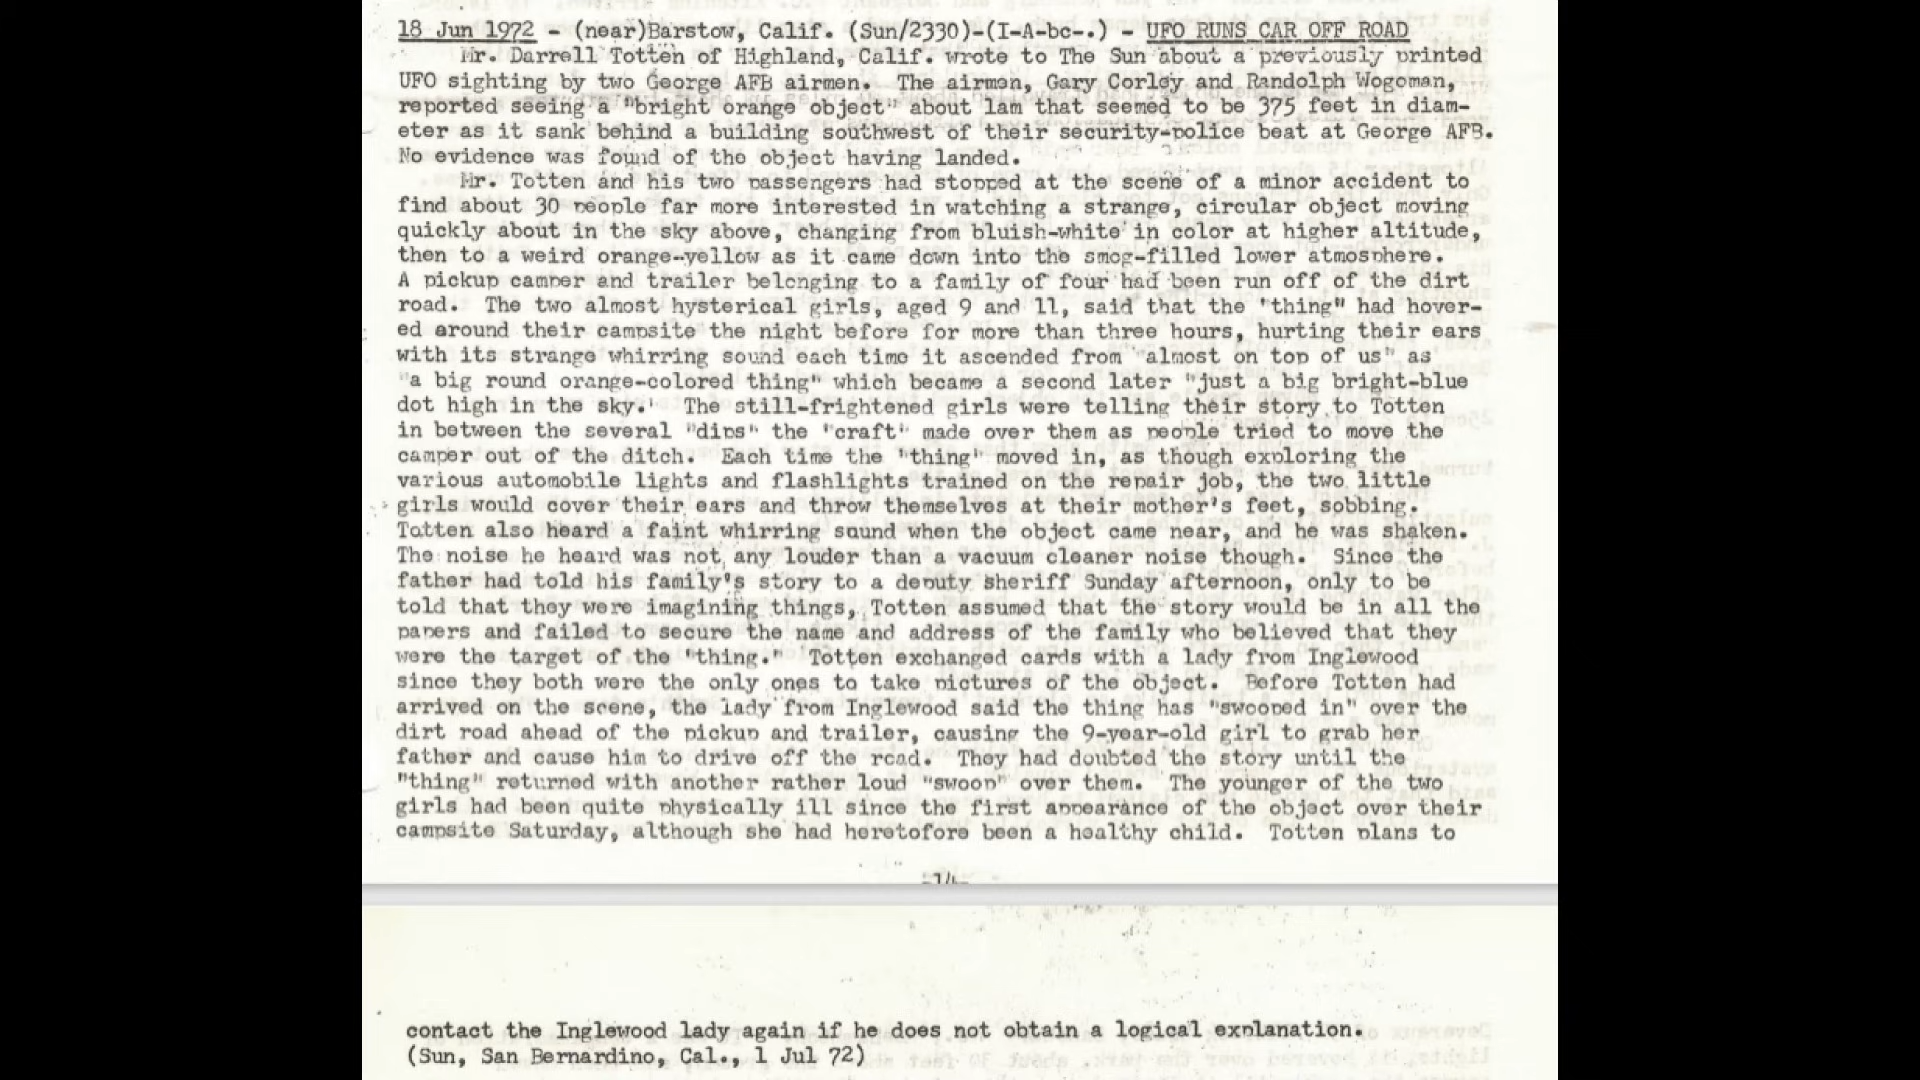 18 Jun 1972 - (near)Barstow, Calif. (Sun/2330)-(I-A-bc-.) - UFO RUNS CAR OFF ROAD
Mr. Darrell Totten of Highland, Calif. wrote to The Sun about a previously printed
UFO sighting by two George AFB airmen. The airmen, Gary Corley and Randolph Wogoman,
reported seeing a "bright orange object" about 1am that seemed to be 375 feet in diam-
eter as it sank behind a building southwest of their security-police beat at George AFB.
No evidence was found of the object having landed.
Mr. Totten and his two passengers had stopped at the scene of a minor accident to
find about 30 people far more interested in watching a strange, circular object moving
quickly about in the sky above, changing from bluish-white in color at higher altitude,
then to a weird orange-yellow as it came down into the smog-filled lower atmosphere.
A pickup camper and trailer belonging to a family of four had been run off of the dirt
road. The two almost hysterical girls, aged 9 and 11, said that the "thing" had hover-
ed around their campsite the night before for more than three hours, hurting their ears
with its strange whirring sound each time it ascended from "almost on top of us" as
"a big round orange-colored thing" which became a second later "just a big bright-blue
dot high in the sky.' The still-frightened girls were telling their story to Totten
in between the several "dips" the "craft" made over them as people tried to move the
camper out of the ditch. Each time the "thing" moved in, as though exploring the
various automobile lights and flashlights trained on the repair job, the two little
girls would cover their ears and throw themselves at their mother's feet, sobbing.
Totten also heard a faint whirring sound when the object came near, and he was shaken.
The noise he heard was not any louder than a vacuum cleaner noise though. Since the
father had told his family's story to a deputy sheriff Sunday afternoon, only to be
told that they were imagining things, Totten assumed that the story would be in all the
papers and failed to secure the name and address of the family who believed that they
were the target of the "thing." Totten exchanged cards with a lady from Inglewood
since they both were the only ones to take pictures of the object. Before Totten had
arrived on the scene, the lady from Inglewood said the thing has "swooped in" over the
dirt road ahead of the pickup and trailer, causing the 9-year-old girl to grab her
father and cause him to drive off the road. They had doubted the story until the
"thing" returned with another rather loud "swoop" over them. The younger of the two
girls had been quite physically ill since the first appearance of the object over their
campsite Saturday, although she had heretofore been a healthy child. Totten plans to
-14-
contact the Inglewood lady again if he does not obtain a logical explanation.
(Sun, San Bernardino, Cal., 1 Jul 72)